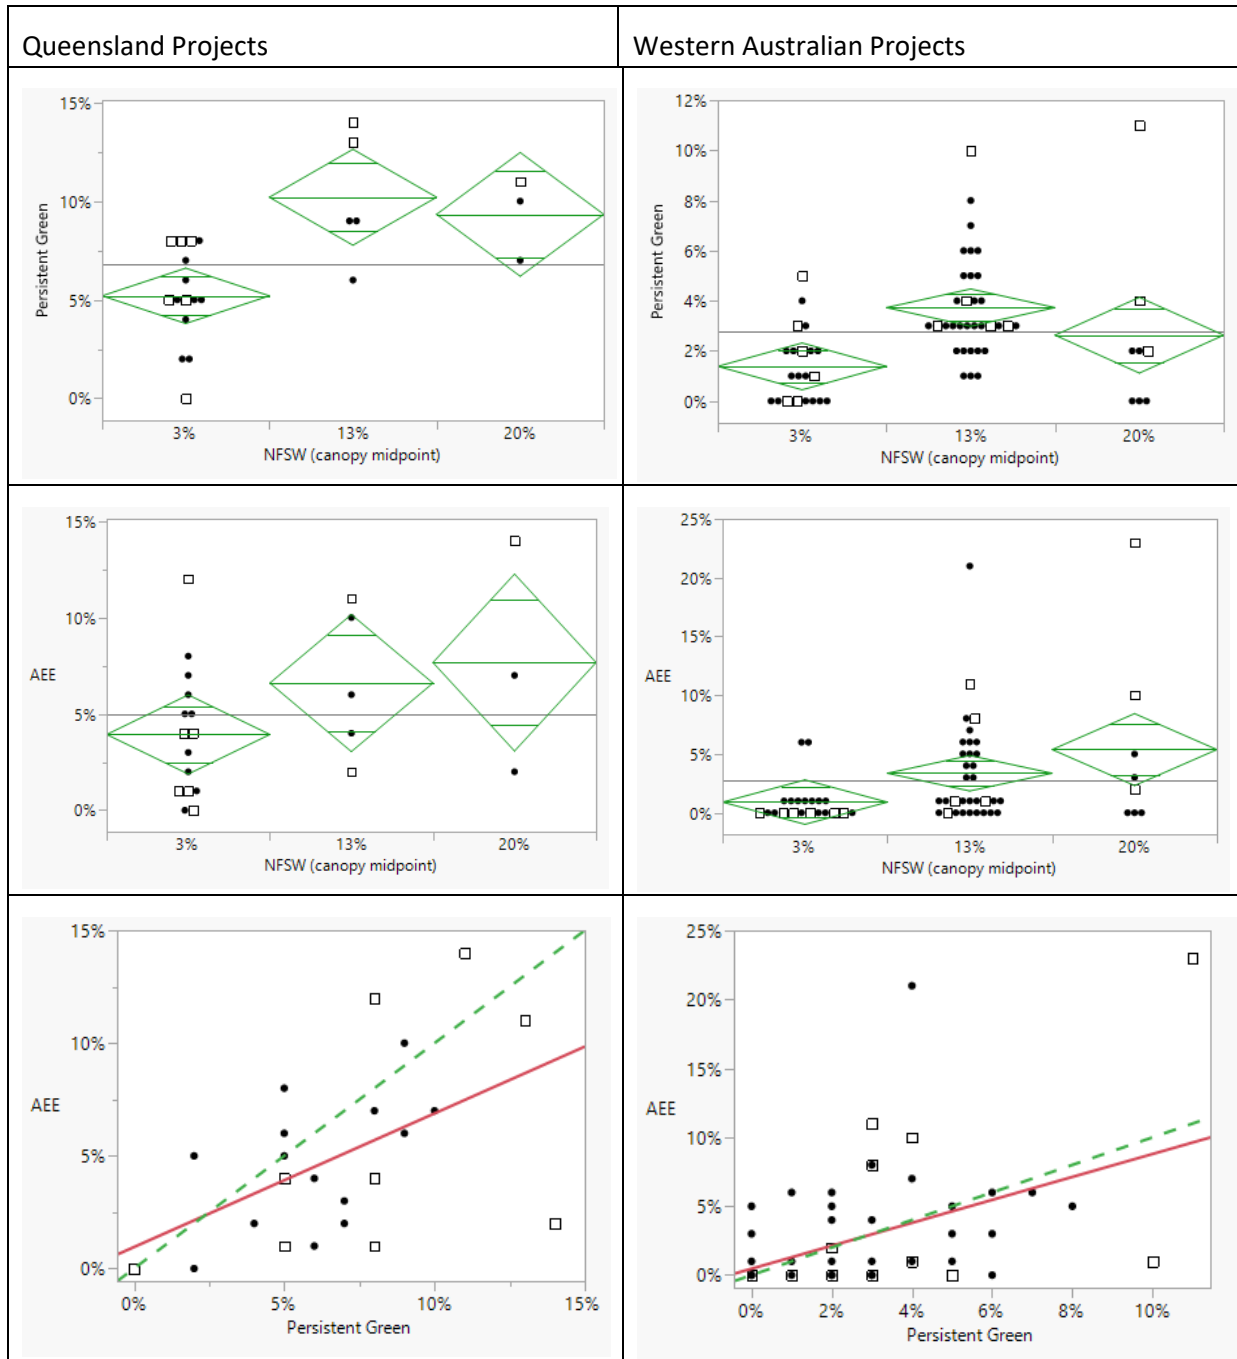 Queensland Projects
Western Australian Projects
15%
10%
5%
0%
Persistent Green
3% 13% 20%
NFSW (canopy midpoint)
12%
10%
8%
6%
4%
2%
0%
Persistent Green
3% 13% 20%
NFSW (canopy midpoint)
15%
10%
5%
0%
AEE
3% 13% 20%
NFSW (canopy midpoint)
25%
20%
15%
10%
5%
0%
AEE
3% 13% 20%
NFSW (canopy midpoint)
15%
10%
5%
0%
AEE
0% 5% 10% 15%
Persistent Green
25%
20%
15%
10%
5%
0%
AEE
0% 2% 4% 6% 8% 10%
Persistent Green